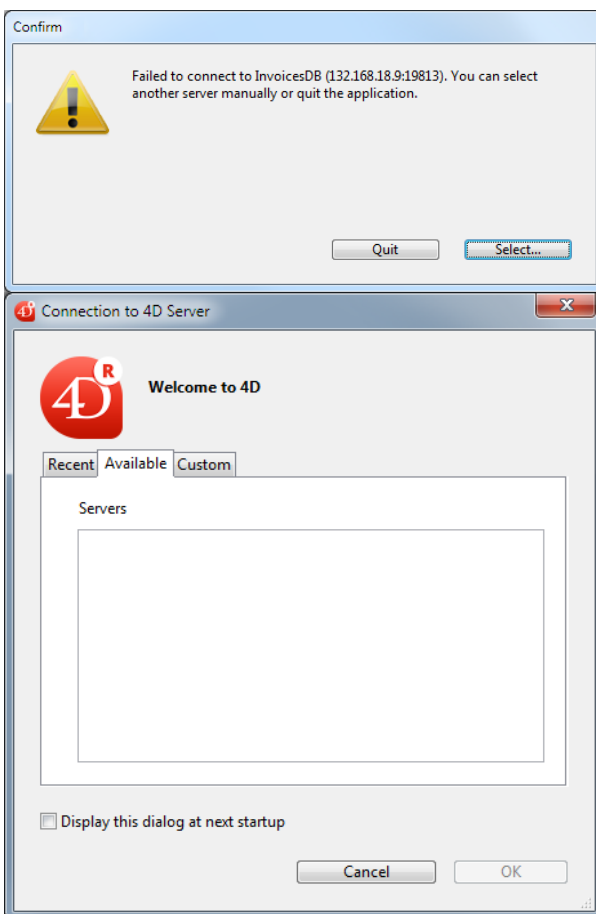 Confirm
Failed to connect to InvoicesDB (132.168.18.9:19813). You can select
another server manually or quit the application.
Quit
Select...
4D Connection to 4D Server
4D R
Welcome to 4D
Recent Available Custom
Servers
Display this dialog at next startup
Cancel
OK